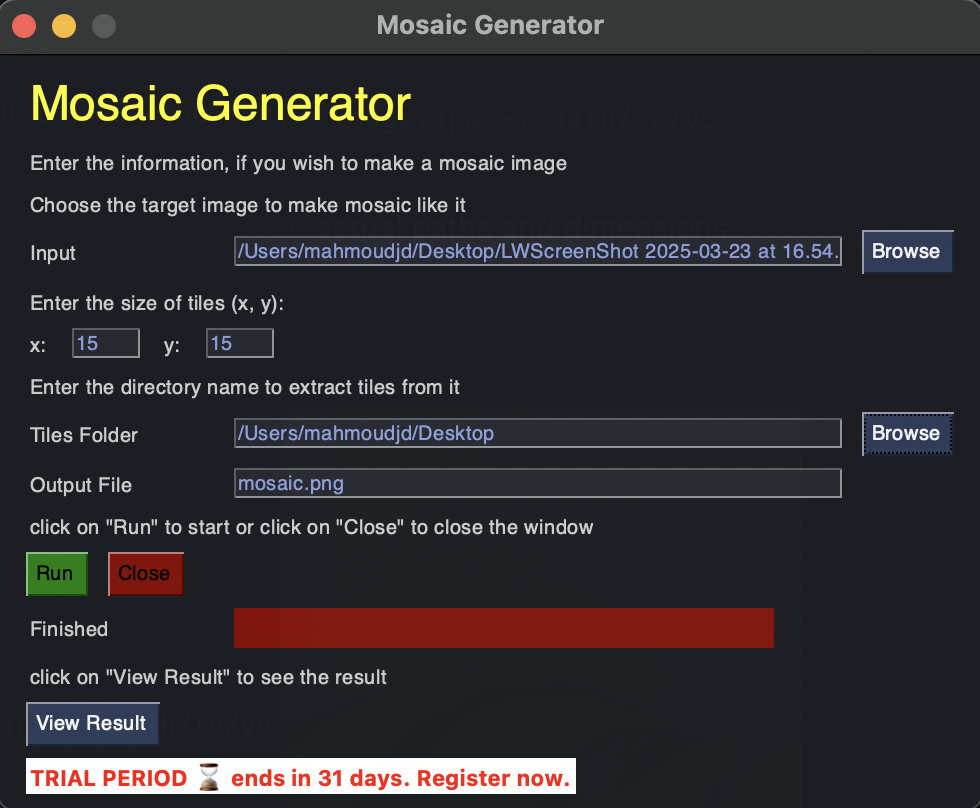 Mosaic Generator
Mosaic Generator
Enter the information, if you wish to make a mosaic image
Choose the target image to make mosaic like it
Input /Users/mahmoudjd/Desktop/LWScreenShot 2025-03-23 at 16.54. Browse
Enter the size of tiles (x, y):
x: 15 y: 15
Enter the directory name to extract tiles from it
Tiles Folder /Users/mahmoudjd/Desktop Browse
Output File mosaic.png
click on "Run" to start or click on "Close" to close the window
Run Close
Finished
click on "View Result" to see the result
View Result
TRIAL PERIOD ⏳ ends in 31 days. Register now.